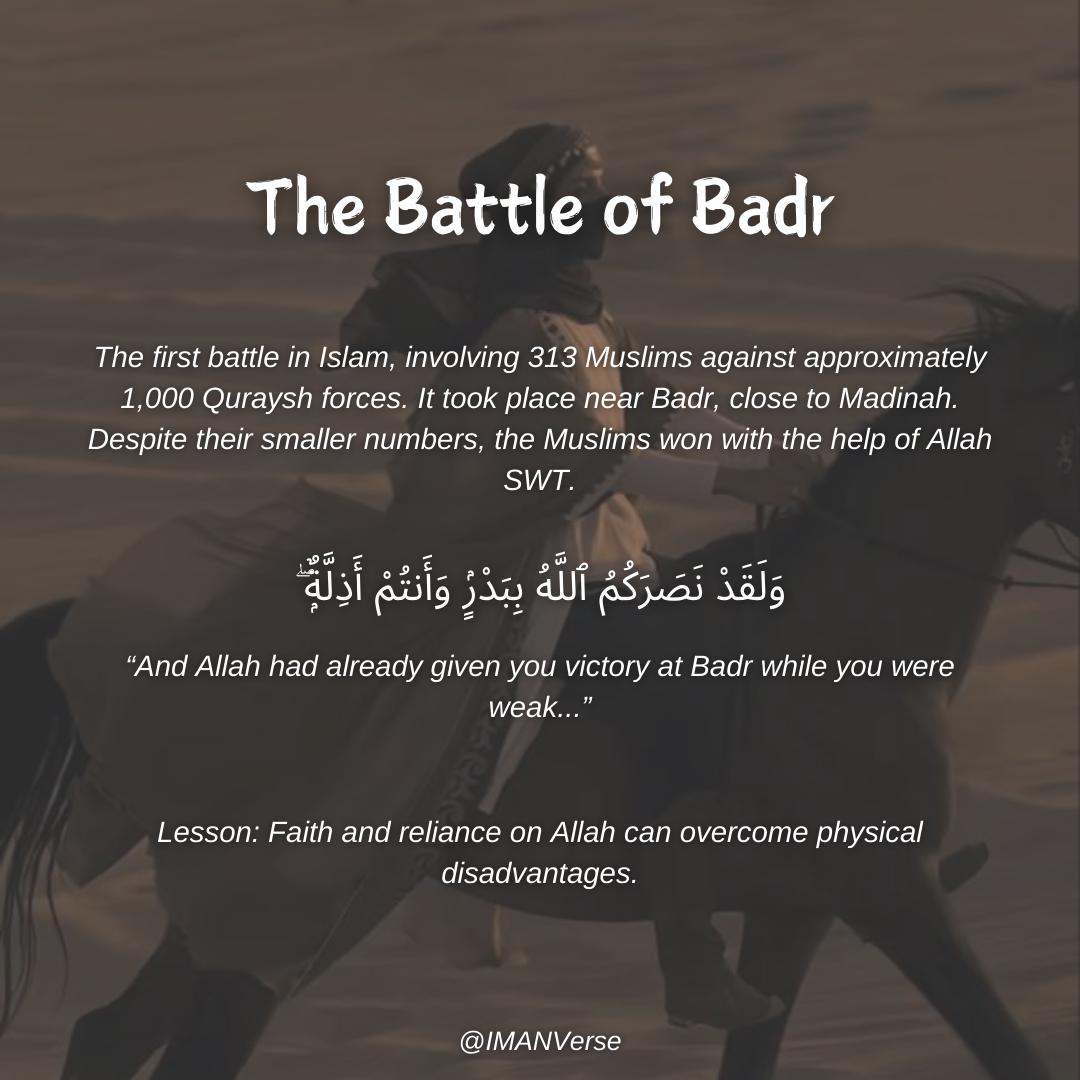 The Battle of Badr
The first battle in Islam, involving 313 Muslims against approximately
1,000 Quraysh forces. It took place near Badr, close to Madinah.
Despite their smaller numbers, the Muslims won with the help of Allah
SWT.
وَلَقَدْ نَصَرَكُمُ ٱللَّهُ بِبَدْرٍۢ وَأَنتُمْ أَذِلَّةٌۭ ۖ
“And Allah had already given you victory at Badr while you were
weak...”
Lesson: Faith and reliance on Allah can overcome physical
disadvantages.
@IMANVerse